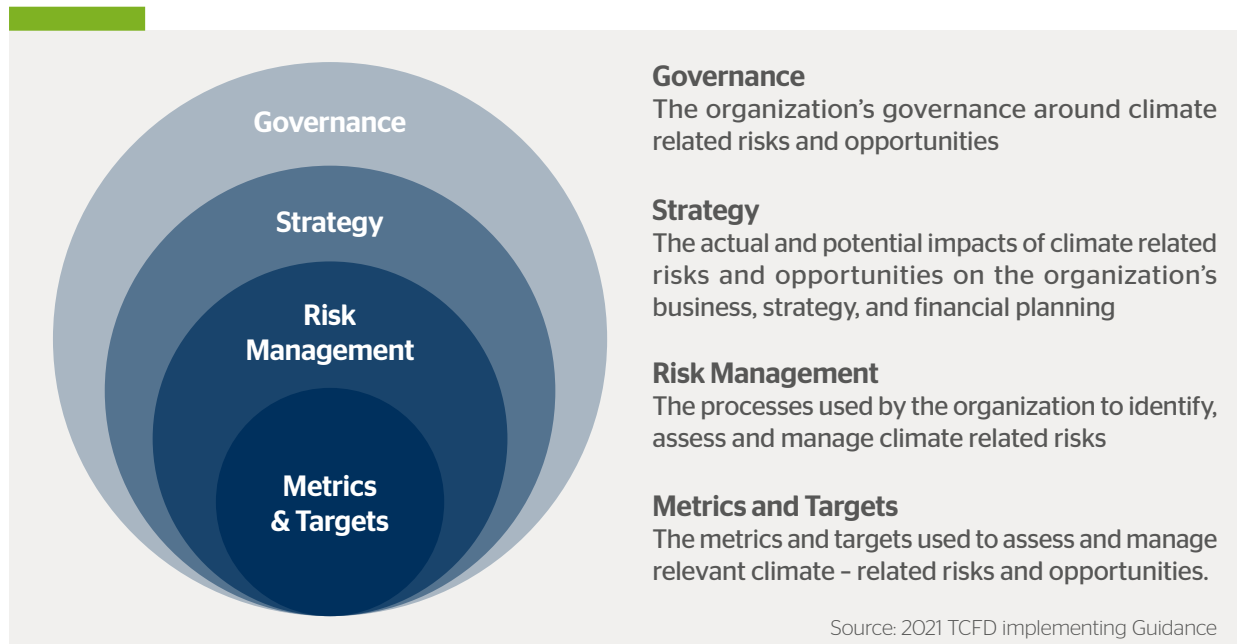 Governance
Strategy
Risk
Management
Metrics
& Targets
Governance
The organization's governance around climate
related risks and opportunities
Strategy
The actual and potential impacts of climate related
risks and opportunities on the organization's
business, strategy, and financial planning
Risk Management
The processes used by the organization to identify,
assess and manage climate related risks
Metrics and Targets
The metrics and targets used to assess and manage
relevant climate – related risks and opportunities.
Source: 2021 TCFD implementing Guidance